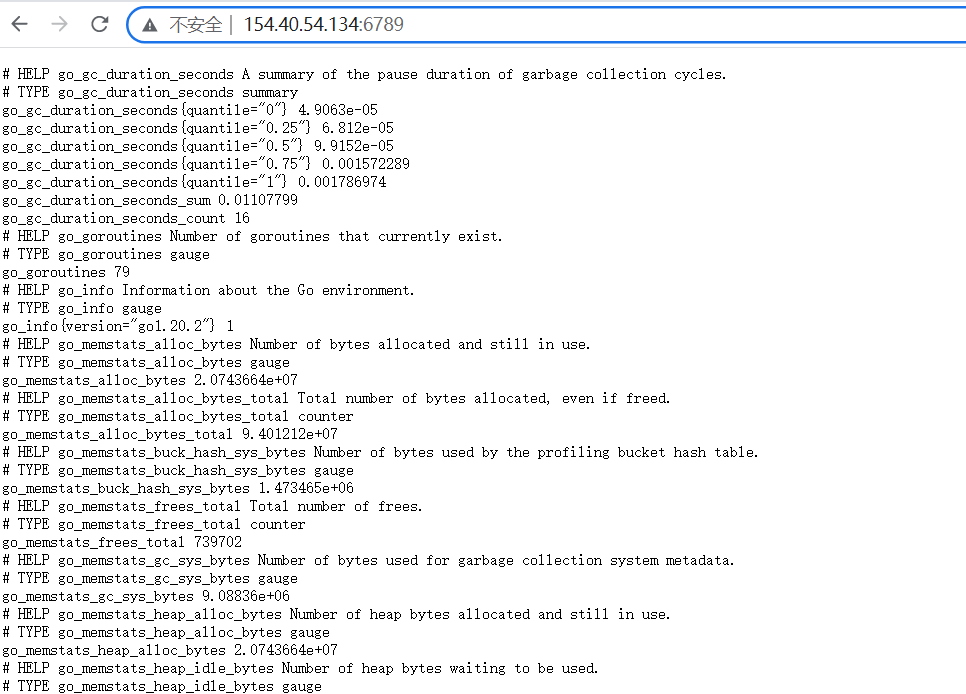 不安全 | 154.40.54.134:6789
# HELP go_gc_duration_seconds A summary of the pause duration of garbage collection cycles.
# TYPE go_gc_duration_seconds summary
go_gc_duration_seconds{quantile="0"} 4.9063e-05
go_gc_duration_seconds{quantile="0.25"} 6.812e-05
go_gc_duration_seconds{quantile="0.5"} 9.9152e-05
go_gc_duration_seconds{quantile="0.75"} 0.001572289
go_gc_duration_seconds{quantile="1"} 0.001786974
go_gc_duration_seconds_sum 0.01107799
go_gc_duration_seconds_count 16
# HELP go_goroutines Number of goroutines that currently exist.
# TYPE go_goroutines gauge
go_goroutines 79
# HELP go_info Information about the Go environment.
# TYPE go_info gauge
go_info{version="go1.20.2"} 1
# HELP go_memstats_alloc_bytes Number of bytes allocated and still in use.
# TYPE go_memstats_alloc_bytes gauge
go_memstats_alloc_bytes 2.0743664e+07
# HELP go_memstats_alloc_bytes_total Total number of bytes allocated, even if freed.
# TYPE go_memstats_alloc_bytes_total counter
go_memstats_alloc_bytes_total 9.401212e+07
# HELP go_memstats_buck_hash_sys_bytes Number of bytes used by the profiling bucket hash table.
# TYPE go_memstats_buck_hash_sys_bytes gauge
go_memstats_buck_hash_sys_bytes 1.473465e+06
# HELP go_memstats_frees_total Total number of frees.
# TYPE go_memstats_frees_total counter
go_memstats_frees_total 739702
# HELP go_memstats_gc_sys_bytes Number of bytes used for garbage collection system metadata.
# TYPE go_memstats_gc_sys_bytes gauge
go_memstats_gc_sys_bytes 9.08836e+06
# HELP go_memstats_heap_alloc_bytes Number of heap bytes allocated and still in use.
# TYPE go_memstats_heap_alloc_bytes gauge
go_memstats_heap_alloc_bytes 2.0743664e+07
# HELP go_memstats_heap_idle_bytes Number of heap bytes waiting to be used.
# TYPE go_memstats_heap_idle_bytes gauge